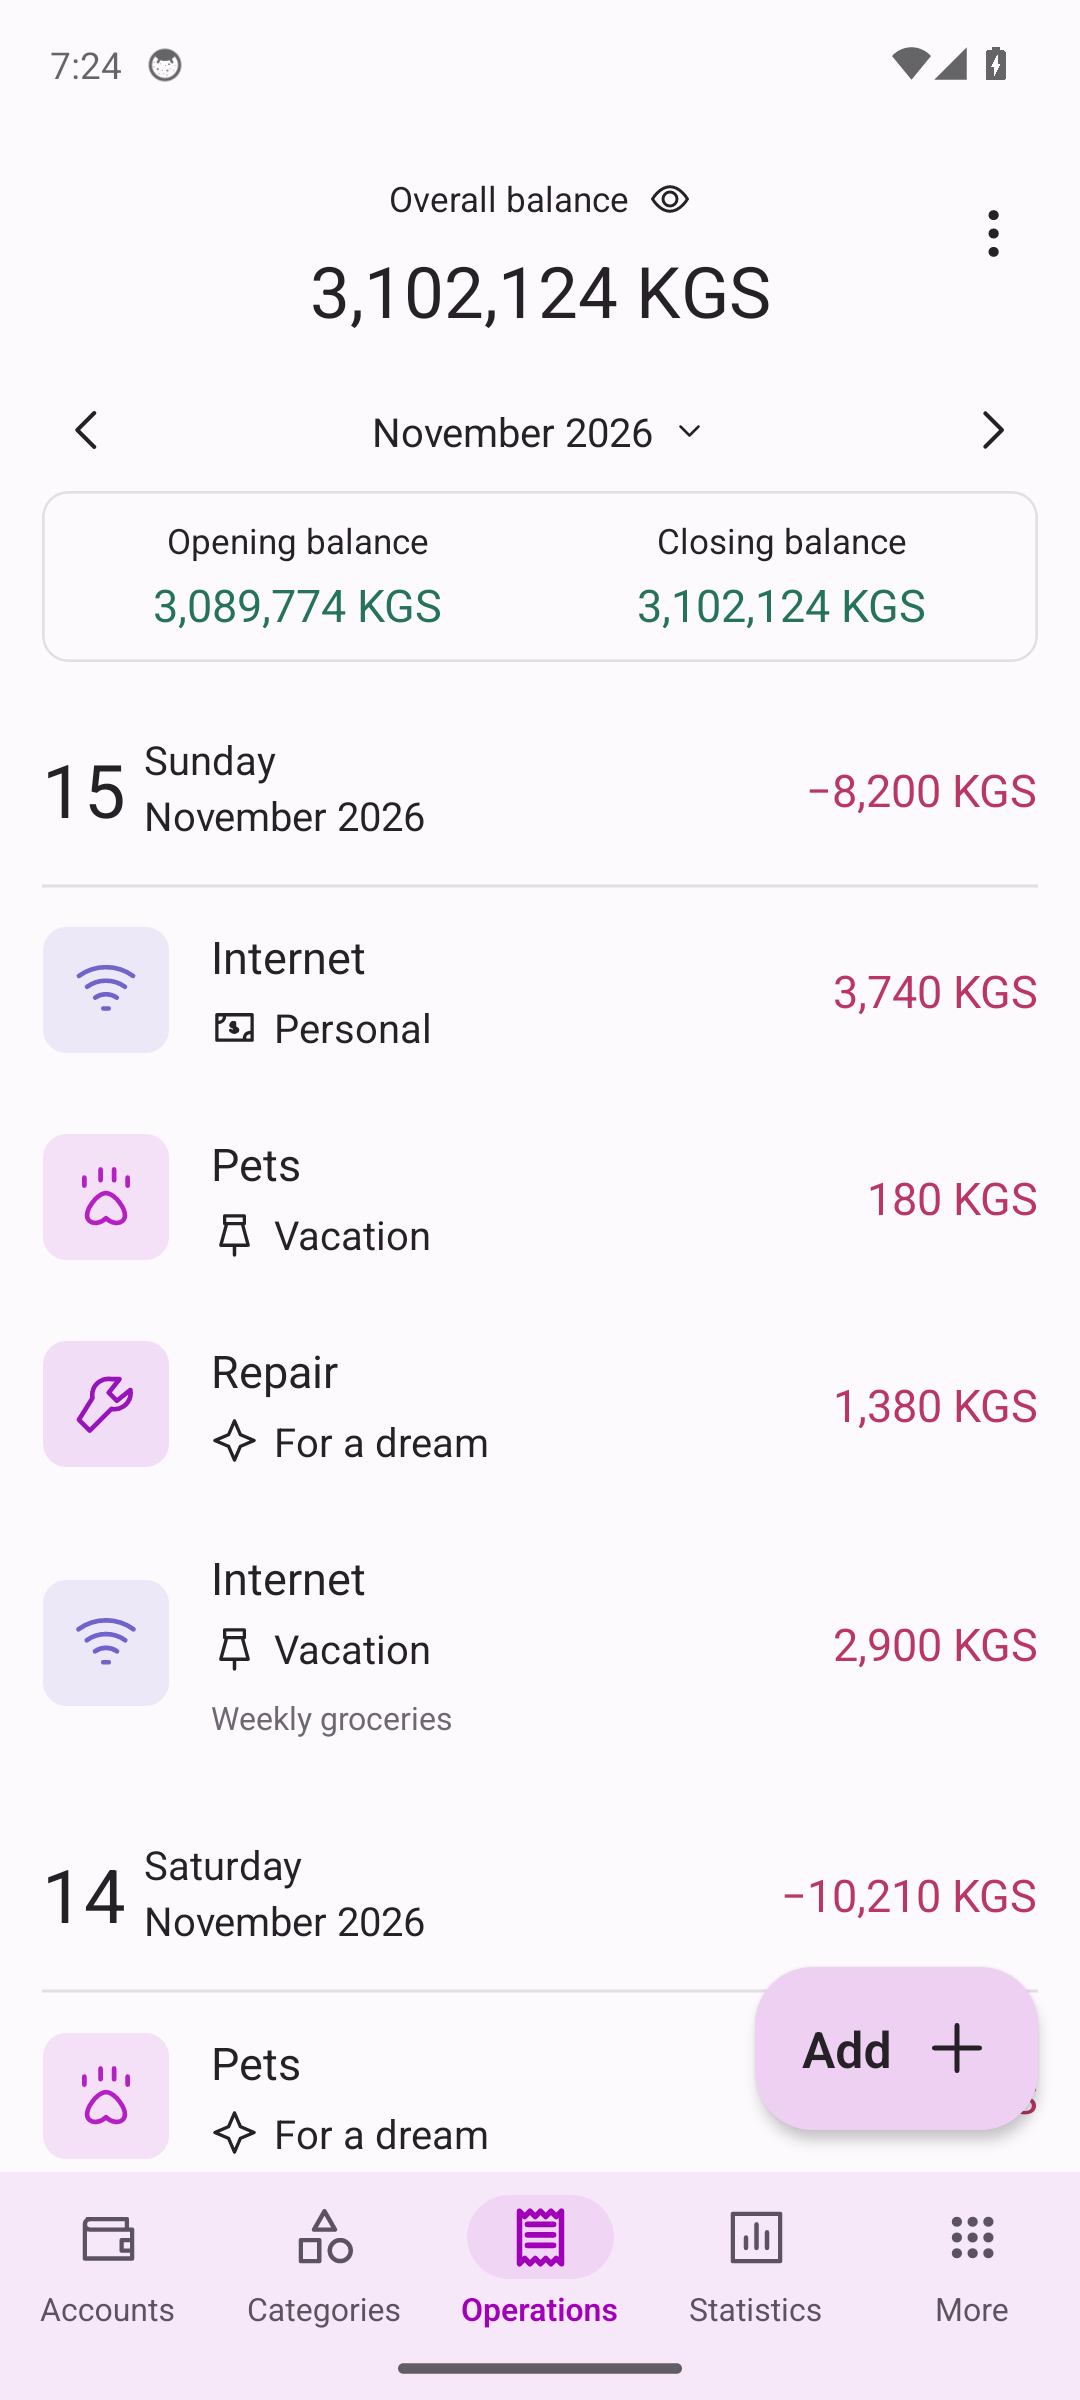 7:24
Overall balance
3,102,124 KGS
November 2026
Opening balance
3,089,774 KGS
Closing balance
3,102,124 KGS
15
Sunday
November 2026
−8,200 KGS
Internet
Personal
3,740 KGS
Pets
Vacation
180 KGS
Repair
For a dream
1,380 KGS
Internet
Vacation
Weekly groceries
2,900 KGS
14
Saturday
November 2026
−10,210 KGS
Pets
For a dream
Add
Accounts
Categories
Operations
Statistics
More